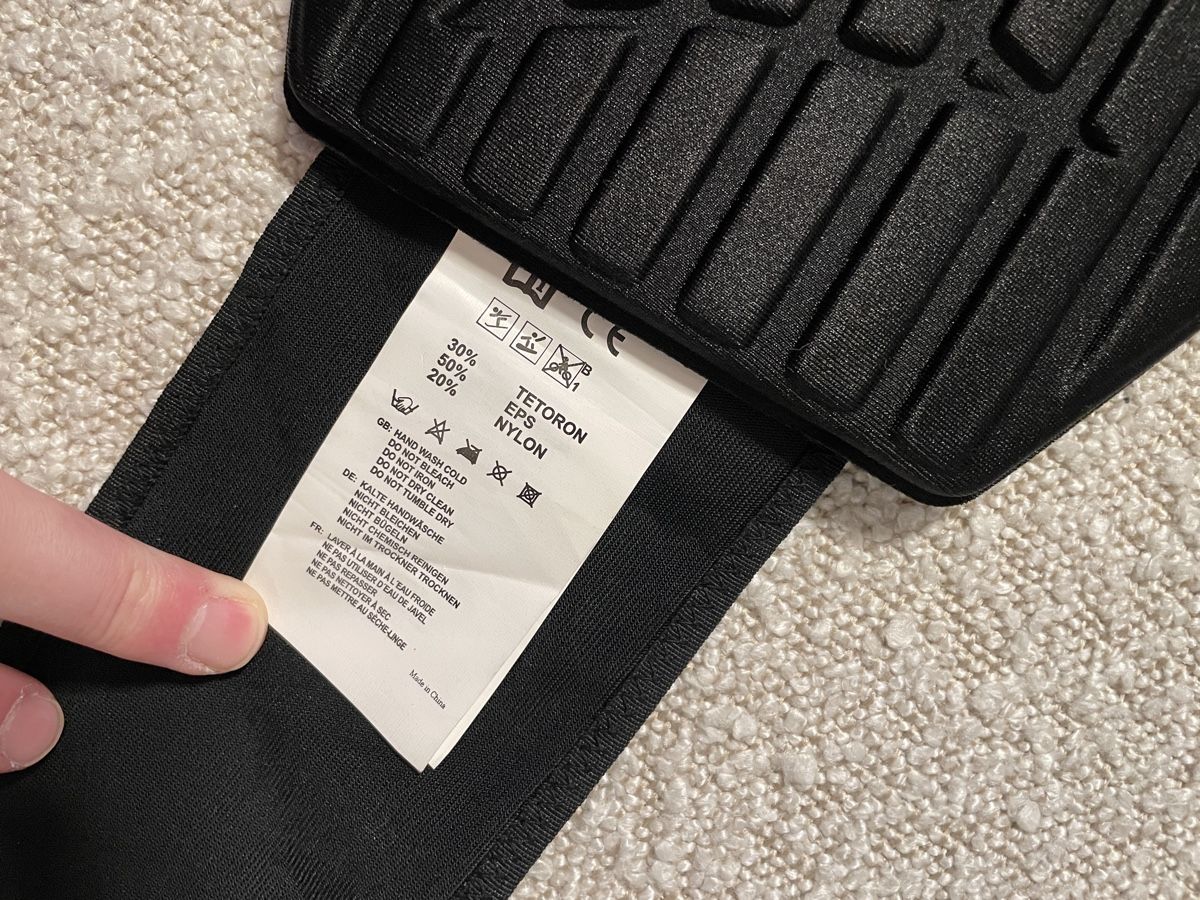 CE
B
1
30% TETORON
50% EPS
20% NYLON
GB: HAND WASH COLD
DO NOT BLEACH
DO NOT IRON
DO NOT DRY CLEAN
DO NOT TUMBLE DRY
DE: KALTE HANDWÄSCHE
NICHT BLEICHEN
NICHT BÜGELN
NICHT CHEMISCH REINIGEN
NICHT IM TROCKNER TROCKNEN
FR: LAVER À LA MAIN À L'EAU FROIDE
NE PAS UTILISER D'EAU DE JAVEL
NE PAS REPASSER
NE PAS NETTOYER À SEC
NE PAS METTRE AU SÈCHE-LINGE
Made in China